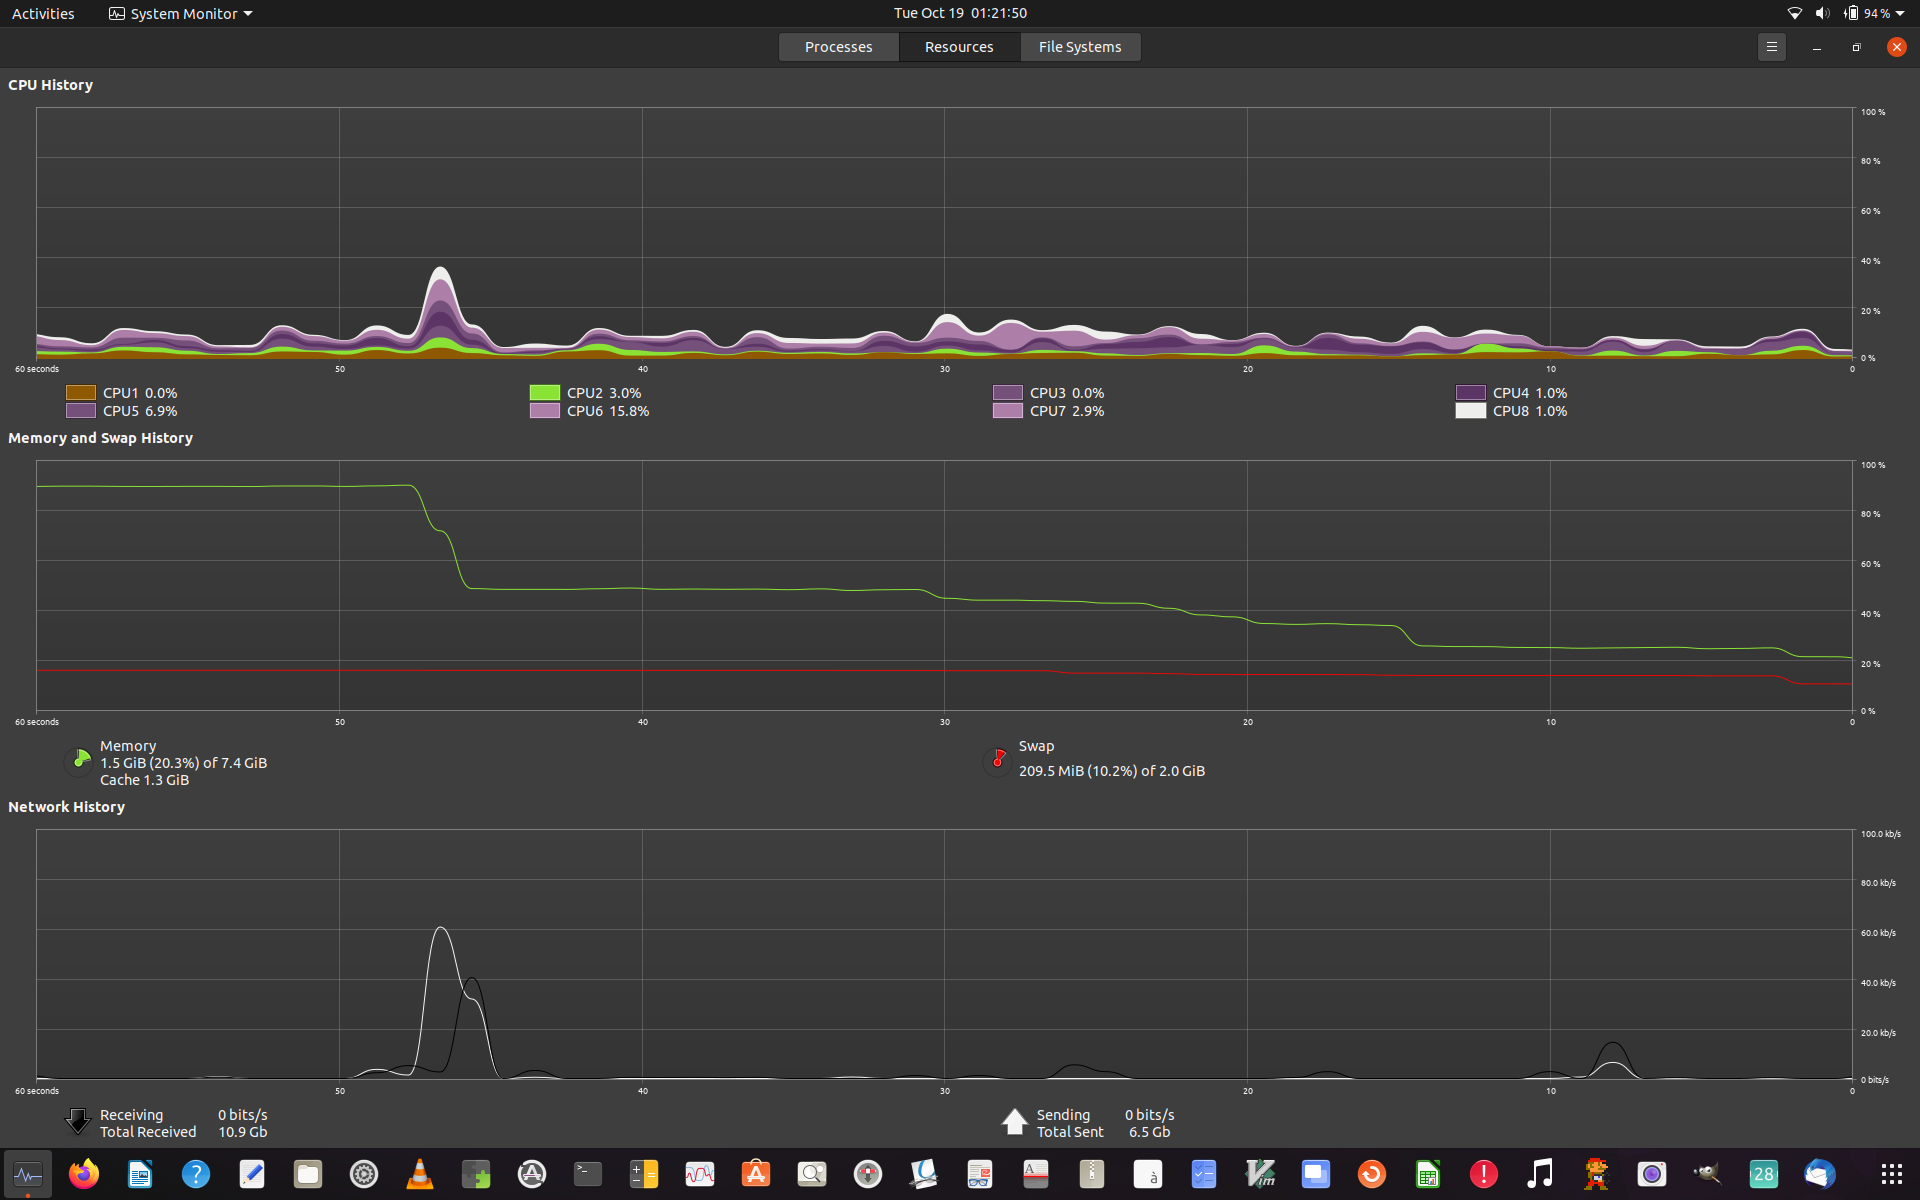 Activities System Monitor Tue Oct 19 01:21:50 94 %
Processes Resources File Systems
CPU History
100 %
80 %
60 %
40 %
20 %
0 %
60 seconds 50 40 30 20 10 0
CPU1 0.0% CPU2 3.0% CPU3 0.0% CPU4 1.0%
CPU5 6.9% CPU6 15.8% CPU7 2.9% CPU8 1.0%
Memory and Swap History
100 %
80 %
60 %
40 %
20 %
0 %
60 seconds 50 40 30 20 10 0
Memory
1.5 GiB (20.3%) of 7.4 GiB
Cache 1.3 GiB
Swap
209.5 MiB (10.2%) of 2.0 GiB
Network History
100.0 kb/s
80.0 kb/s
60.0 kb/s
40.0 kb/s
20.0 kb/s
0 bits/s
60 seconds 50 40 30 20 10 0
Receiving 0 bits/s
Total Received 10.9 Gb
Sending 0 bits/s
Total Sent 6.5 Gb
? >_ A à Vim ! 28